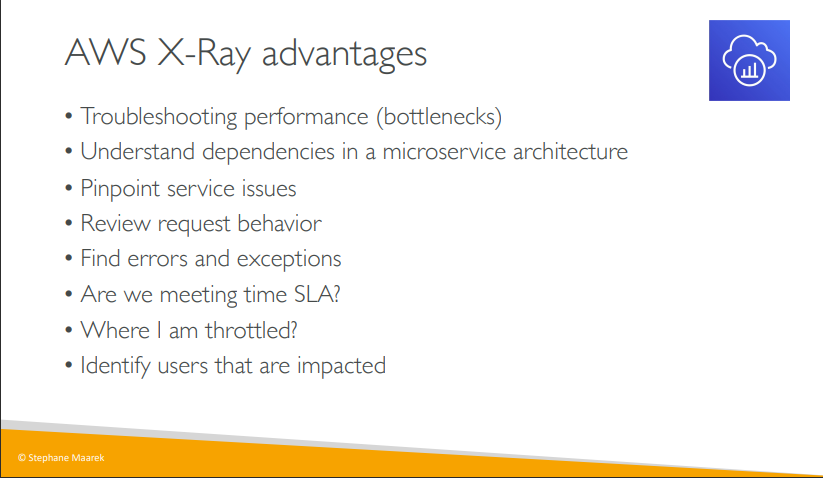 AWS X-Ray advantages
• Troubleshooting performance (bottlenecks)
• Understand dependencies in a microservice architecture
• Pinpoint service issues
• Review request behavior
• Find errors and exceptions
• Are we meeting time SLA?
• Where I am throttled?
• Identify users that are impacted
© Stephane Maarek